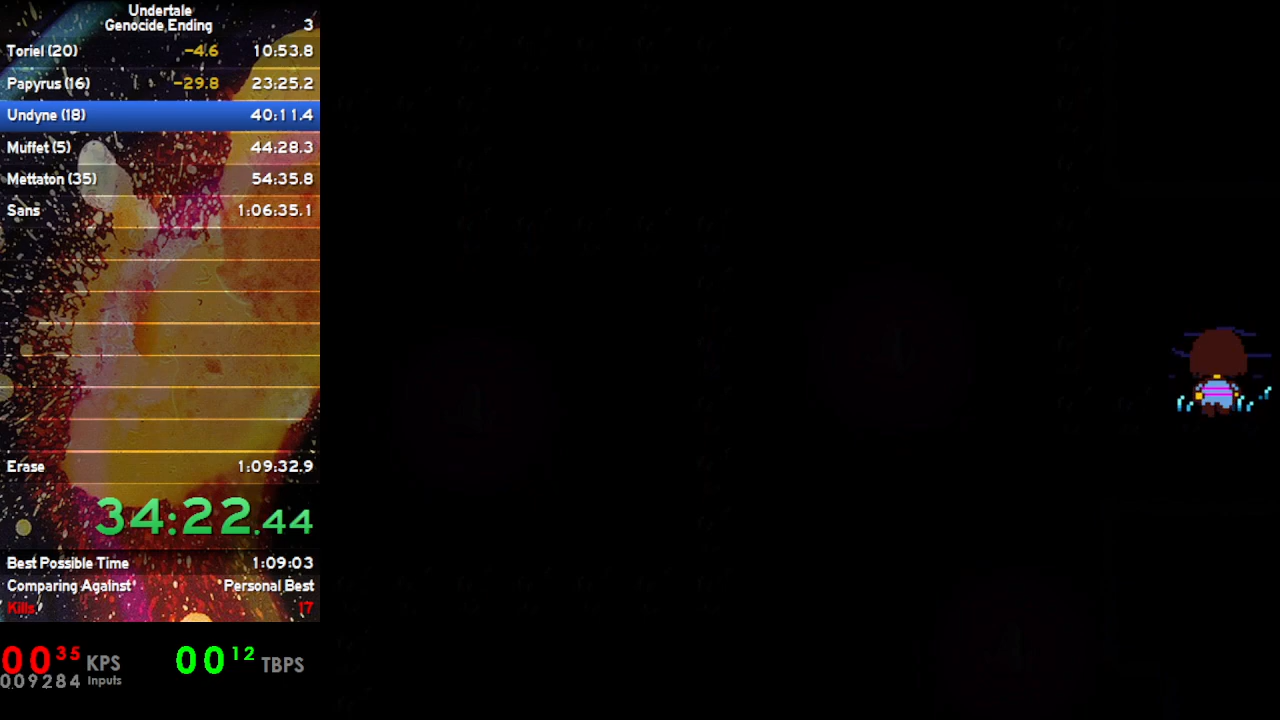 Undertale
Genocide Ending 3
Toriel (20) -4.6 10:53.8
Papyrus (16) -29.8 23:25.2
Undyne (18) 40:11.4
Muffet (5) 44:28.3
Mettaton (35) 54:35.8
Sans 1:06:35.1
Erase 1:09:32.9
34:22.44
Best Possible Time 1:09:03
Comparing Against Personal Best
Kills 17
00 35 KPS 00 12 TBPS
009284 Inputs